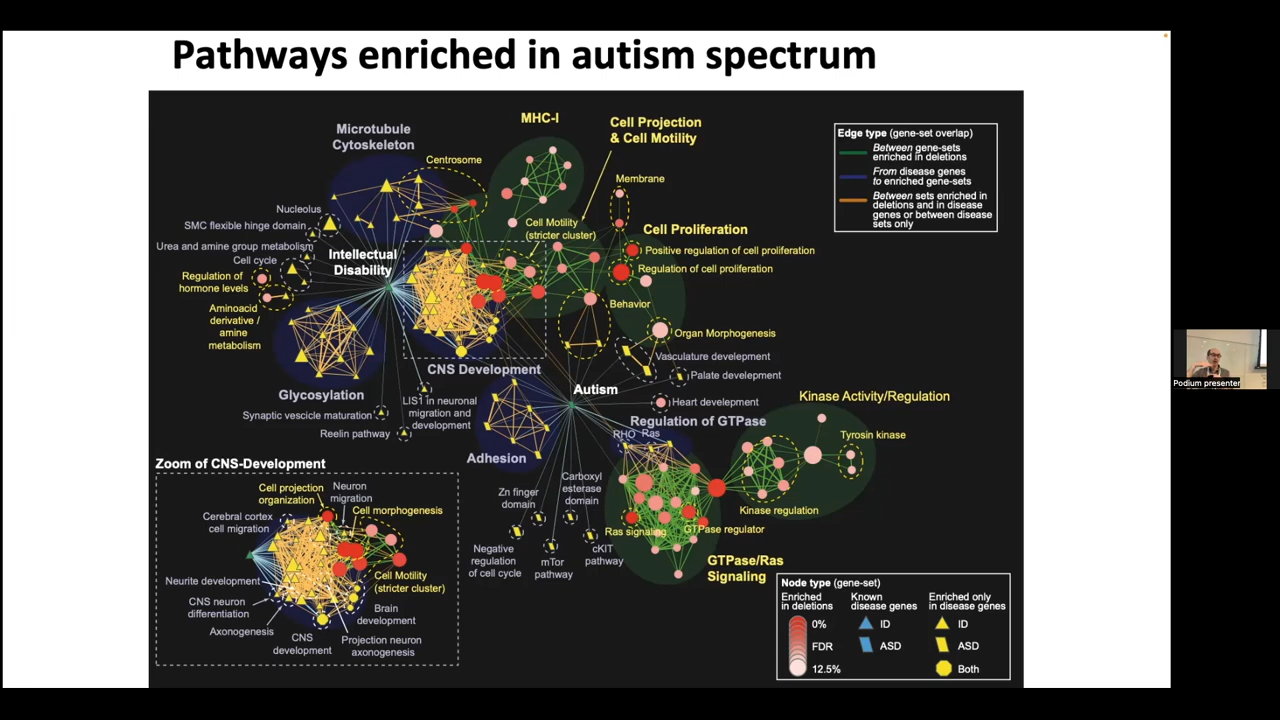 Pathways enriched in autism spectrum
MHC-I
Cell Projection
& Cell Motility
Microtubule
Cytoskeleton
Centrosome
Membrane
Edge type (gene-set overlap)
Between gene-sets
enriched in deletions
From disease genes
to enriched gene-sets
Between sets enriched in
deletions and in disease
genes or between disease
sets only
Nucleolus
SMC flexible hinge domain
Urea and amine group metabolism
Cell cycle
Regulation of
hormone levels
Aminoacid
derivative /
amine
metabolism
Intellectual
Disability
Cell Motility
(stricter cluster)
Cell Proliferation
Positive regulation of cell proliferation
Regulation of cell proliferation
Behavior
Organ Morphogenesis
Vasculature development
Palate development
Heart development
CNS Development
Autism
Glycosylation
LIS1 in neuronal
migration and
development
Synaptic vescicle maturation
Reelin pathway
Adhesion
Regulation of GTPase
RHO
Ras
Kinase Activity/Regulation
Tyrosin kinase
Kinase regulation
Carboxyl
esterase
domain
Zn finger
domain
Negative
regulation
of cell cycle
mTor
pathway
cKIT
pathway
Ras signaling
GTPase regulator
GTPase/Ras
Signaling
Zoom of CNS-Development
Cell projection
organization
Neuron
migration
Cell morphogenesis
Cerebral cortex
cell migration
Neurite development
CNS neuron
differentiation
Axonogenesis
CNS
development
Cell Motility
(stricter cluster)
Brain
development
Projection neuron
axonogenesis
Node type (gene-set)
Enriched
in deletions
Known
disease genes
Enriched only
in disease genes
0%
FDR
12.5%
ID
ASD
ID
ASD
Both
Podium presenter